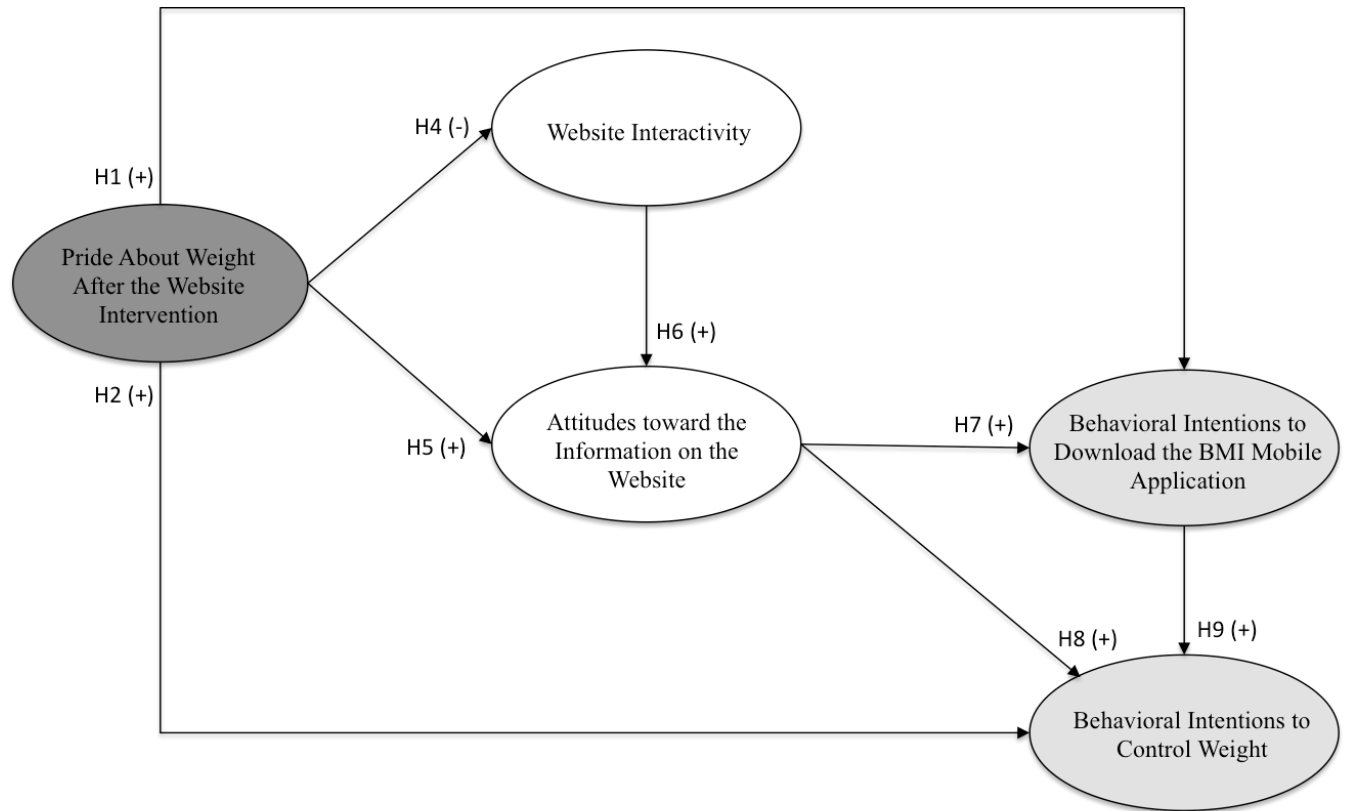 H4 (-)
Website Interactivity
H1 (+)
Pride About Weight
After the Website
Intervention
H6 (+)
H2 (+)
H5 (+)
Attitudes toward the
Information on the
Website
H7 (+)
Behavioral Intentions to
Download the BMI Mobile
Application
H8 (+)
H9 (+)
Behavioral Intentions to
Control Weight